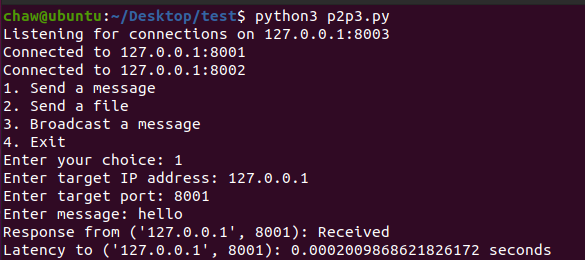 chaw@ubuntu:~/Desktop/test$ python3 p2p3.py
Listening for connections on 127.0.0.1:8003
Connected to 127.0.0.1:8001
Connected to 127.0.0.1:8002
1. Send a message
2. Send a file
3. Broadcast a message
4. Exit
Enter your choice: 1
Enter target IP address: 127.0.0.1
Enter target port: 8001
Enter message: hello
Response from ('127.0.0.1', 8001): Received
Latency to ('127.0.0.1', 8001): 0.0002009868621826172 seconds